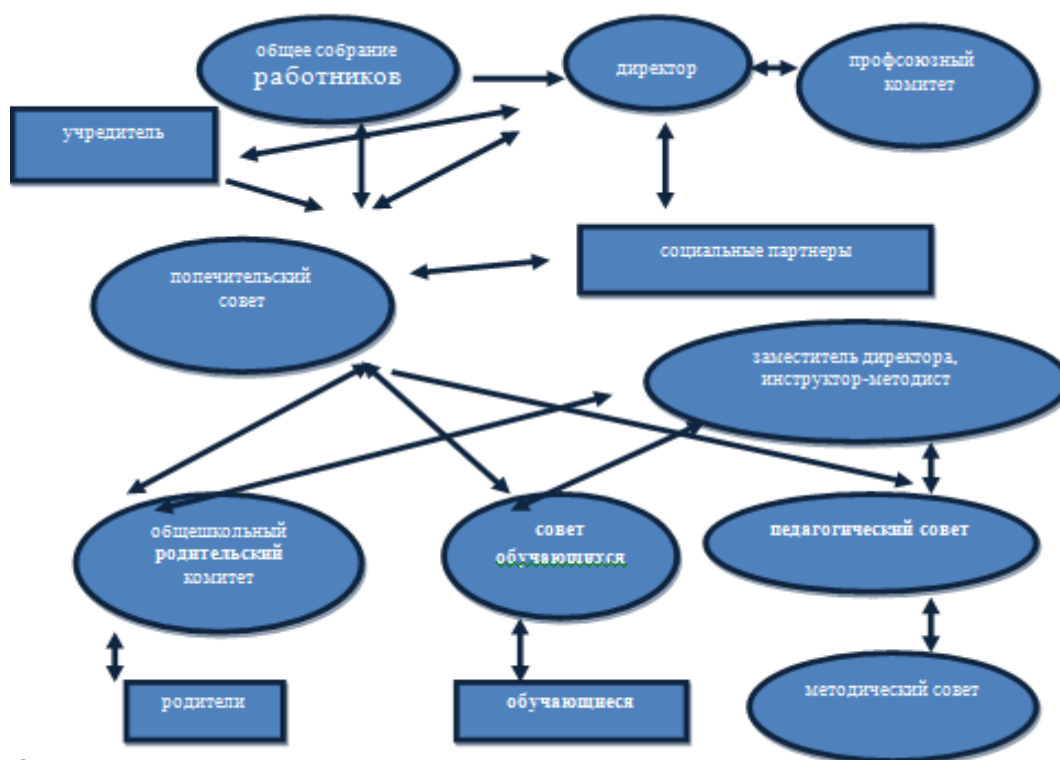 общее собрание
работников
директор
профсоюзный
комитет
учредитель
социальные партнеры
попечительский
совет
заместитель директора,
инструктор-методист
общешкольный
родительский
комитет
совет
обучающихся
педагогический совет
родители
обучающиеся
методический совет